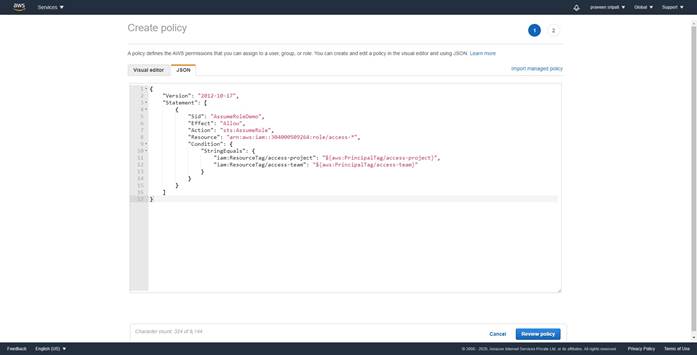 aws
Services
praveen sripati
Global
Support
Create policy
1
2
A policy defines the AWS permissions that you can assign to a user, group, or role. You can create and edit a policy in the visual editor and using JSON. Learn more
Visual editor
JSON
Import managed policy
1 {
2 "Version": "2012-10-17",
3 "Statement": [
4 {
5 "Sid": "AssumeRoleDemo",
6 "Effect": "Allow",
7 "Action": "sts:AssumeRole",
8 "Resource": "arn:aws:iam::304000509264:role/access-*",
9 "Condition": {
10 "StringEquals": {
11 "iam:ResourceTag/access-project": "${aws:PrincipalTag/access-project}",
12 "iam:ResourceTag/access-team": "${aws:PrincipalTag/access-team}"
13 }
14 }
15 }
16 ]
17 }
Character count: 324 of 6,144.
Cancel
Review policy
Feedback
English (US)
© 2008 - 2020, Amazon Internet Services Private Ltd. or its affiliates. All rights reserved.
Privacy Policy
Terms of Use